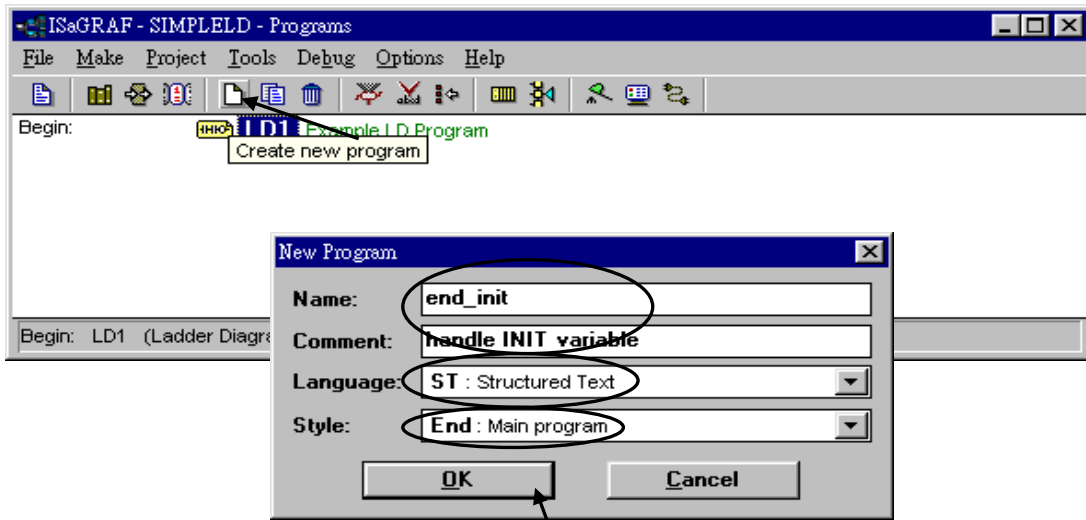 ISaGRAF - SIMPLELD - Programs
File Make Project Tools Debug Options Help
Begin: LD1 Example LD Program
Create new program
New Program
Name: end_init
Comment: handle INIT variable
Language: ST : Structured Text
Style: End : Main program
OK Cancel
Begin: LD1 (Ladder Diagra